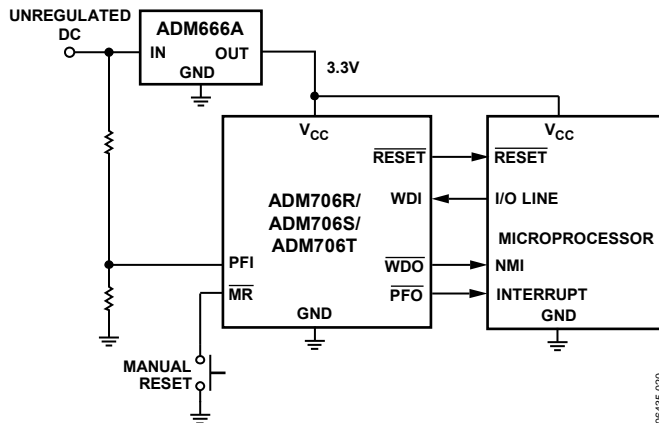 UNREGULATED
DC
ADM666A
IN
OUT
GND
3.3V
VCC
VCC
RESET
RESET
ADM706R/
ADM706S/
ADM706T
WDI
I/O LINE
MICROPROCESSOR
PFI
WDO
NMI
MR
PFO
INTERRUPT
GND
GND
MANUAL
RESET